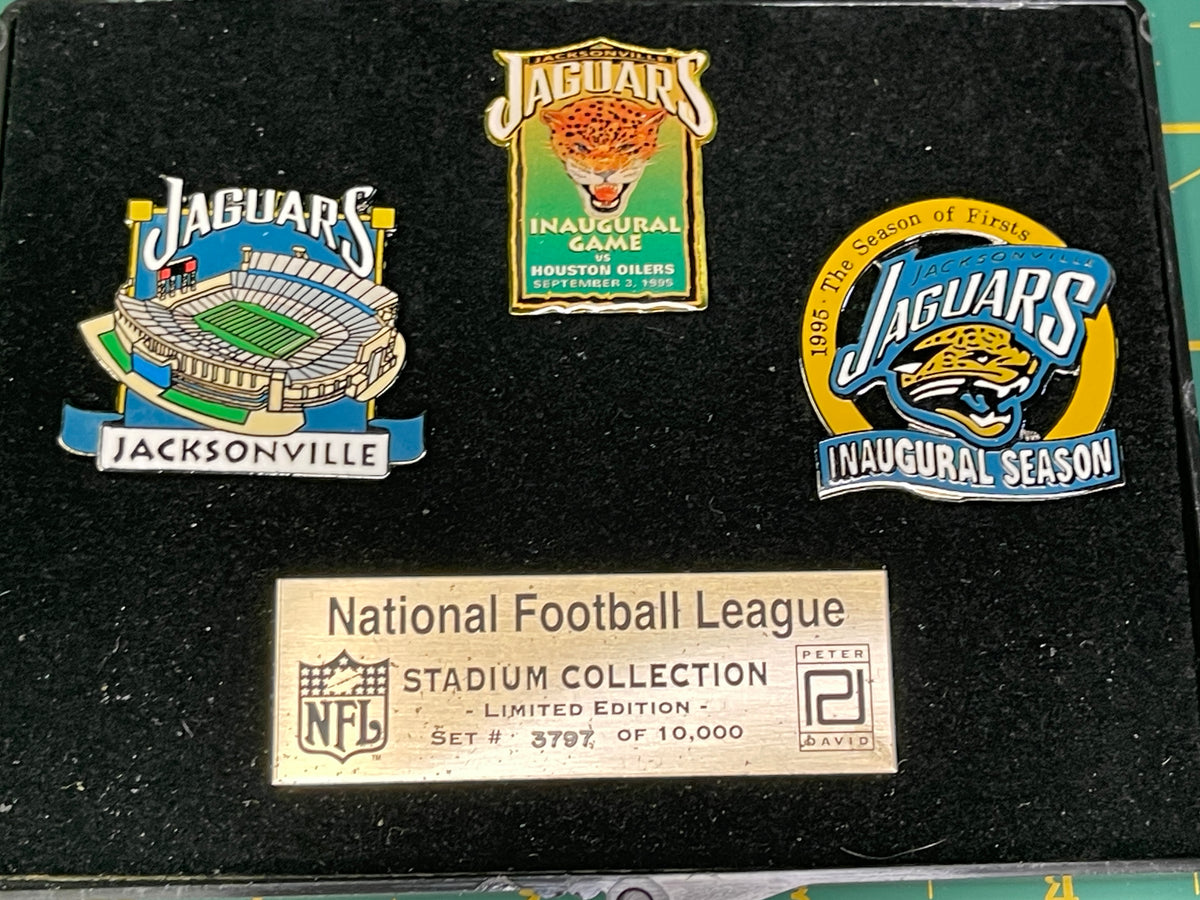 JACKSONVILLE
JAGUARS
INAUGURAL
GAME
VS
HOUSTON OILERS
SEPTEMBER 3, 1995
JAGUARS
JACKSONVILLE
1995 · The Season of Firsts
JACKSONVILLE
JAGUARS
INAUGURAL SEASON
National Football League
NFL
TM
STADIUM COLLECTION
- LIMITED EDITION -
SET # 3797 OF 10,000
PETER
DAVID